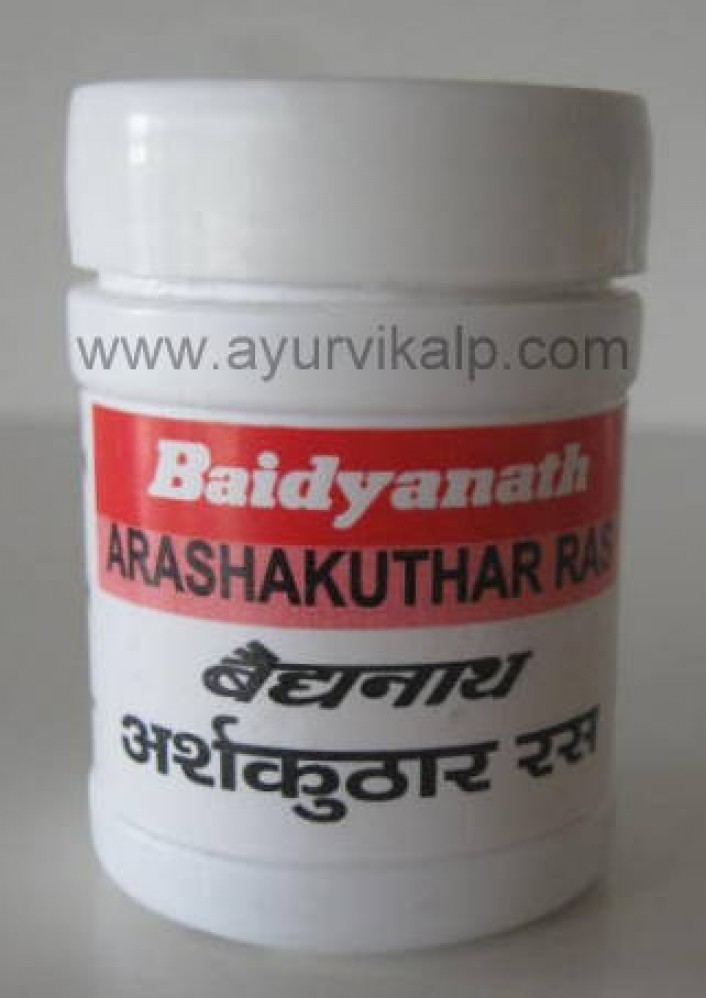 www.ayurvikalp.com
Baidyanath
ARASHAKUTHAR RAS
बैद्यनाथ
अर्शकुठार रस